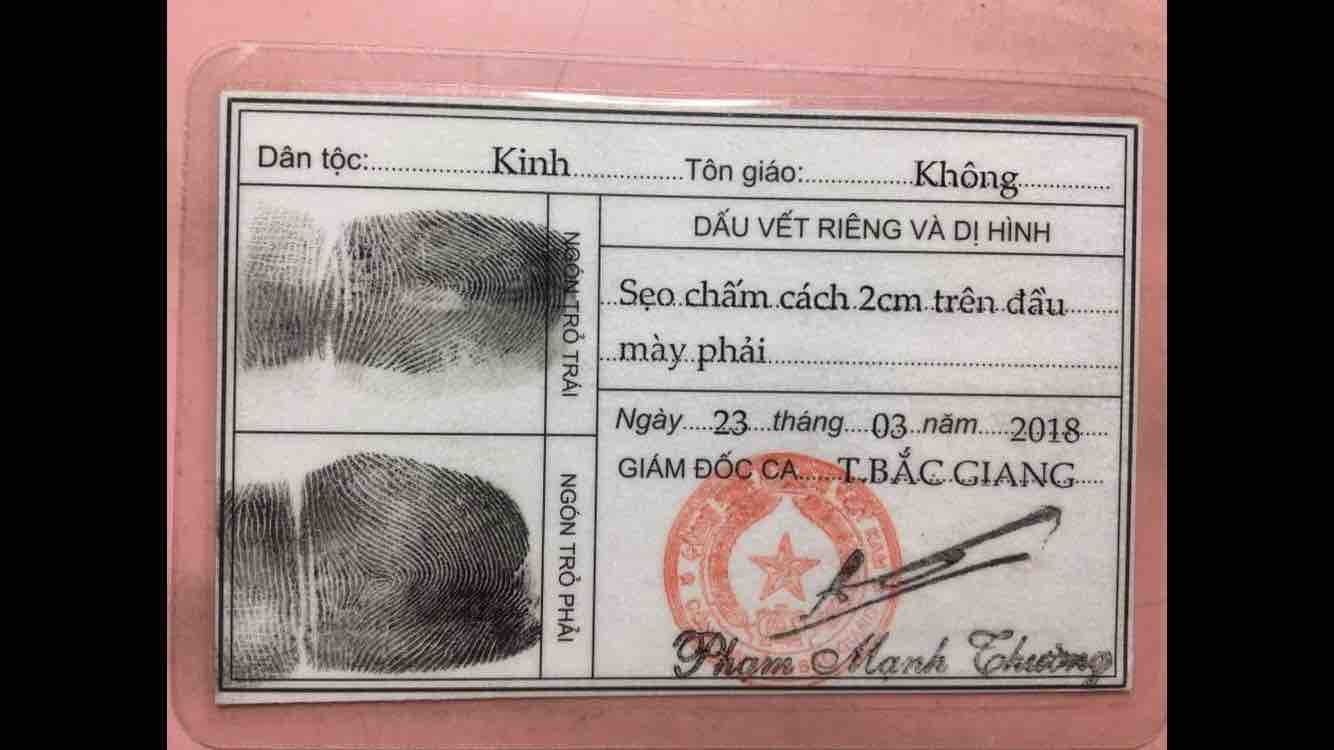 Dân tộc: Kinh Tôn giáo: Không
NGÓN TRỎ TRÁI
NGÓN TRỎ PHẢI
DẤU VẾT RIÊNG VÀ DỊ HÌNH
Sẹo chấm cách 2cm trên đầu
mày phải
Ngày 23 tháng 03 năm 2018
GIÁM ĐỐC CA T.BẮC GIANG
Phạm Mạnh Thường